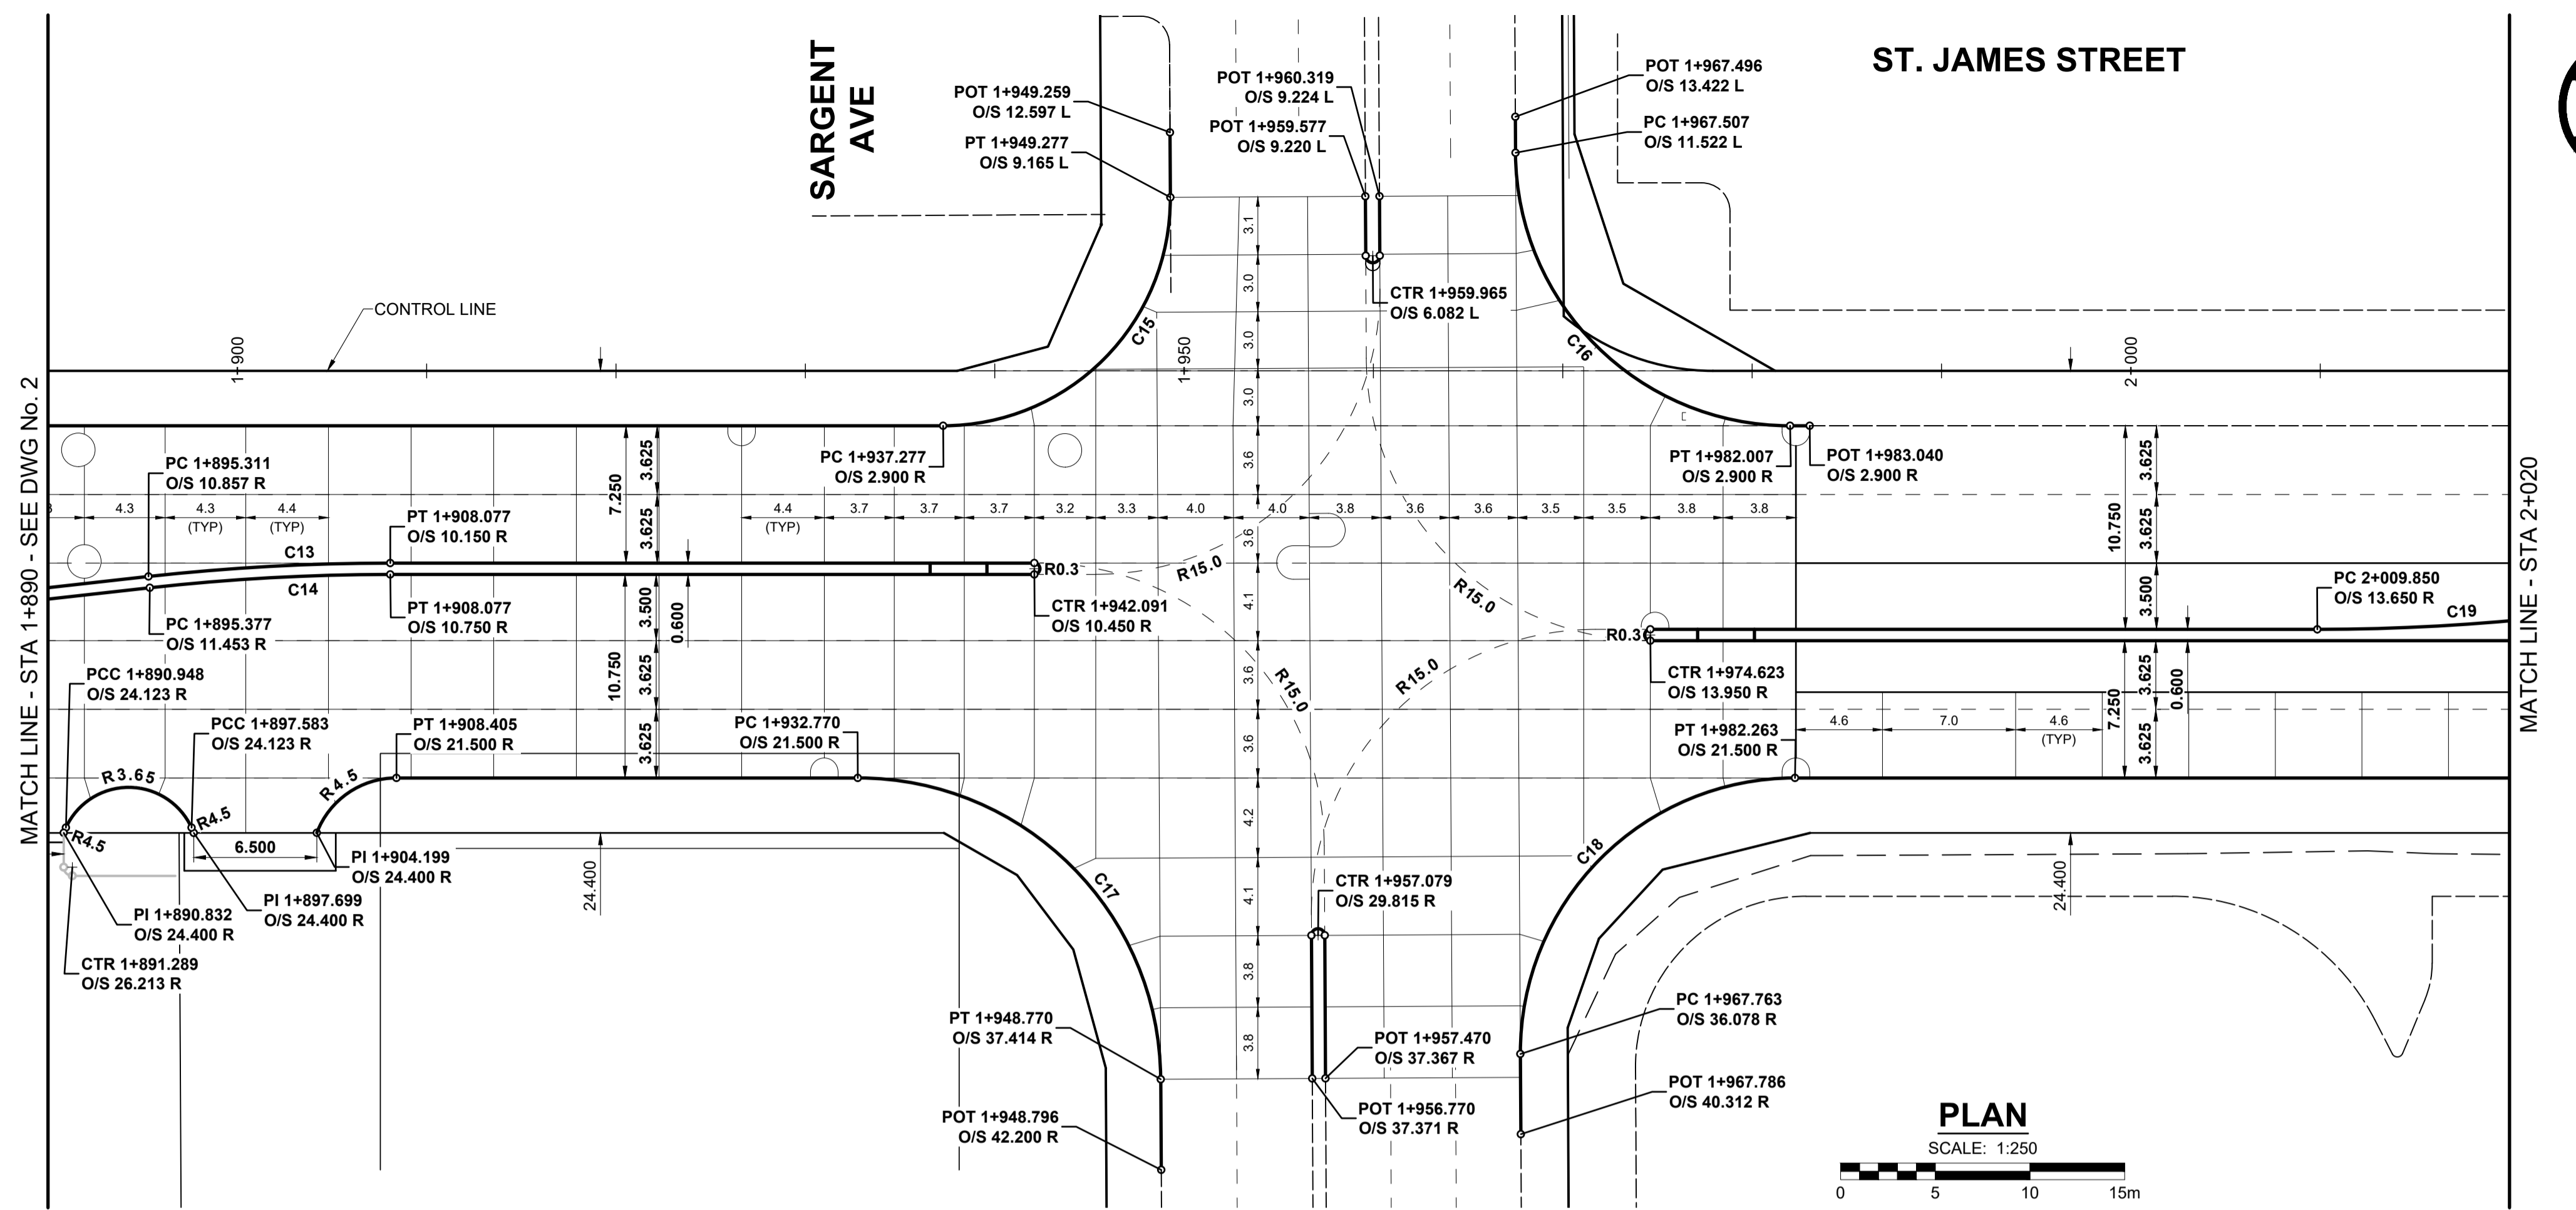 ST. JAMES STREET
SARGENT
AVE
POT 1+949.259
O/S 12.597 L
PT 1+949.277
O/S 9.165 L
POT 1+960.319
O/S 9.224 L
POT 1+959.577
O/S 9.220 L
POT 1+967.496
O/S 13.422 L
PC 1+967.507
O/S 11.522 L
CTR 1+959.965
O/S 6.082 L
CONTROL LINE
1+900
1+950
2+000
C15
C16
3.1
3.0
3.0
3.0
3.6
3.6
4.1
3.6
3.6
4.2
4.1
3.8
3.8
MATCH LINE - STA 1+890 - SEE DWG No. 2
MATCH LINE - STA 2+020
PC 1+895.311
O/S 10.857 R
PC 1+937.277
O/S 2.900 R
PT 1+982.007
O/S 2.900 R
POT 1+983.040
O/S 2.900 R
3
4.3
4.3
(TYP)
4.4
(TYP)
4.4
(TYP)
3.7
3.7
3.7
3.2
3.3
4.0
4.0
3.8
3.6
3.6
3.5
3.5
3.8
3.8
7.250
3.625
3.625
10.750
3.625
3.625
PT 1+908.077
O/S 10.150 R
C13
C14
PC 1+895.377
O/S 11.453 R
PT 1+908.077
O/S 10.750 R
3.500
0.600
10.750
3.625
3.625
R0.3
CTR 1+942.091
O/S 10.450 R
R15.0
R15.0
R15.0
R15.0
R0.3
CTR 1+974.623
O/S 13.950 R
3.500
PC 2+009.850
O/S 13.650 R
C19
7.250
3.625
3.625
0.600
4.6
7.0
4.6
(TYP)
PCC 1+890.948
O/S 24.123 R
PCC 1+897.583
O/S 24.123 R
PT 1+908.405
O/S 21.500 R
PC 1+932.770
O/S 21.500 R
PT 1+982.263
O/S 21.500 R
R3.65
R4.5
R4.5
R4.5
6.500
PI 1+904.199
O/S 24.400 R
PI 1+897.699
O/S 24.400 R
PI 1+890.832
O/S 24.400 R
CTR 1+891.289
O/S 26.213 R
24.400
24.400
C17
C18
CTR 1+957.079
O/S 29.815 R
PT 1+948.770
O/S 37.414 R
POT 1+948.796
O/S 42.200 R
POT 1+957.470
O/S 37.367 R
POT 1+956.770
O/S 37.371 R
PC 1+967.763
O/S 36.078 R
POT 1+967.786
O/S 40.312 R
PLAN
SCALE: 1:250
0 5 10 15m